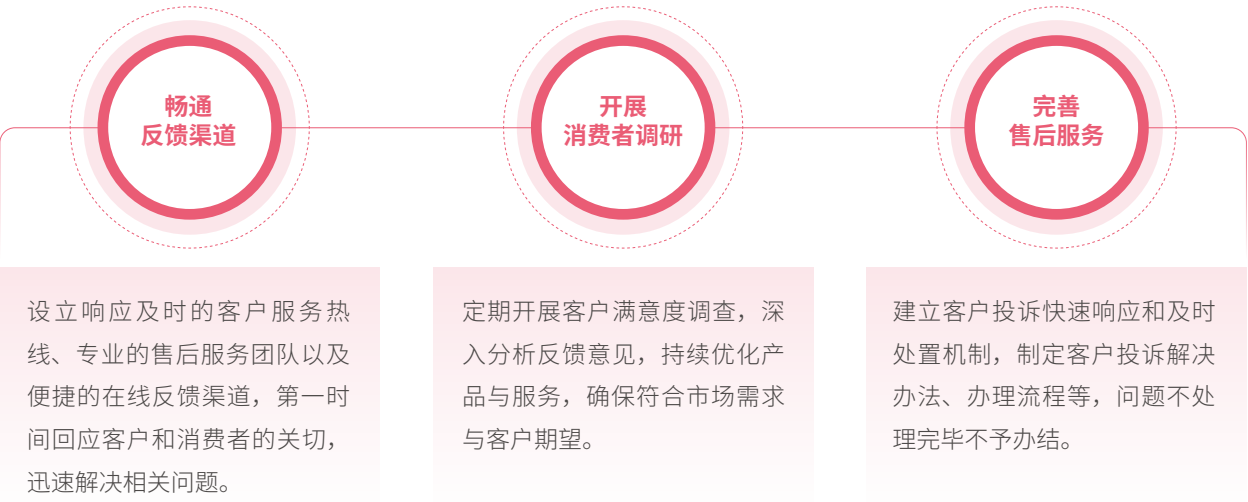 畅通
反馈渠道
开展
消费者调研
完善
售后服务
设立响应及时的客户服务热
线、专业的售后服务团队以及
便捷的在线反馈渠道，第一时
间回应客户和消费者的关切，
迅速解决相关问题。
定期开展客户满意度调查，深
入分析反馈意见，持续优化产
品与服务，确保符合市场需求
与客户期望。
建立客户投诉快速响应和及时
处置机制，制定客户投诉解决
办法、办理流程等，问题不处
理完毕不予办结。